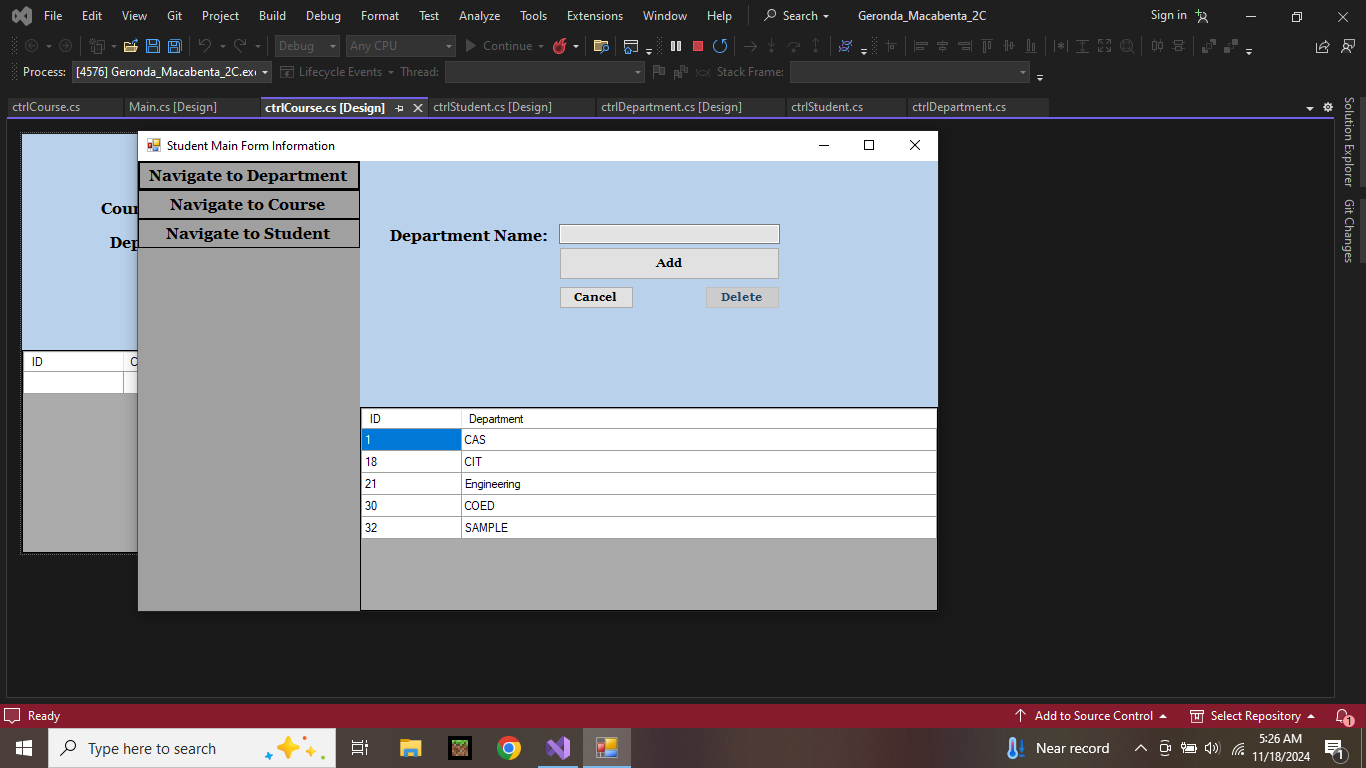 File Edit View Git Project Build Debug Format Test Analyze Tools Extensions Window Help Search Geronda_Macabenta_2C Sign in
Debug Any CPU Continue
Process: [4576] Geronda_Macabenta_2C.exe Lifecycle Events Thread: Stack Frame:
ctrlCourse.cs Main.cs [Design] ctrlCourse.cs [Design] ctrlStudent.cs [Design] ctrlDepartment.cs [Design] ctrlStudent.cs ctrlDepartment.cs
Solution Explorer
Git Changes
Student Main Form Information
Navigate to Department
Navigate to Course
Navigate to Student
Department Name:
Add
Cancel Delete
ID Department
1 CAS
18 CIT
21 Engineering
30 COED
32 SAMPLE
ID
Ready Add to Source Control Select Repository 1
Type here to search Near record 5:26 AM 1
11/18/2024